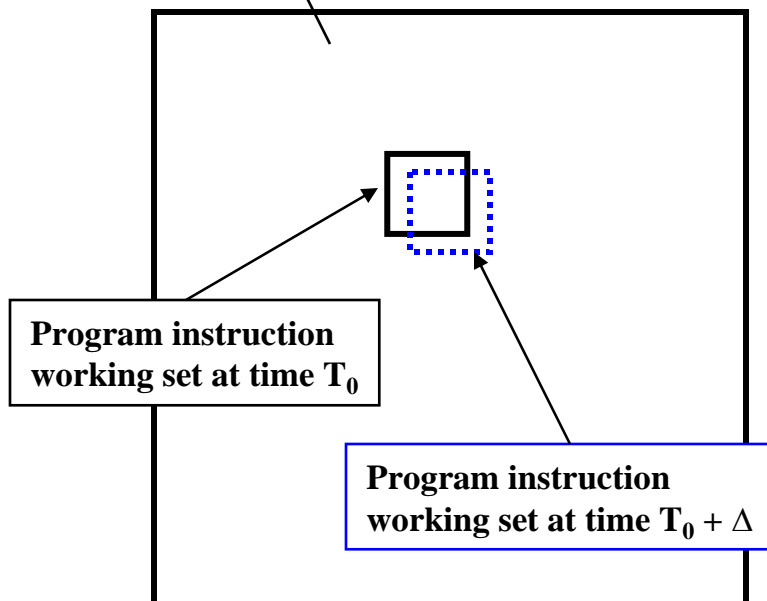 Program instruction
working set at time T₀
Program instruction
working set at time T₀ + Δ